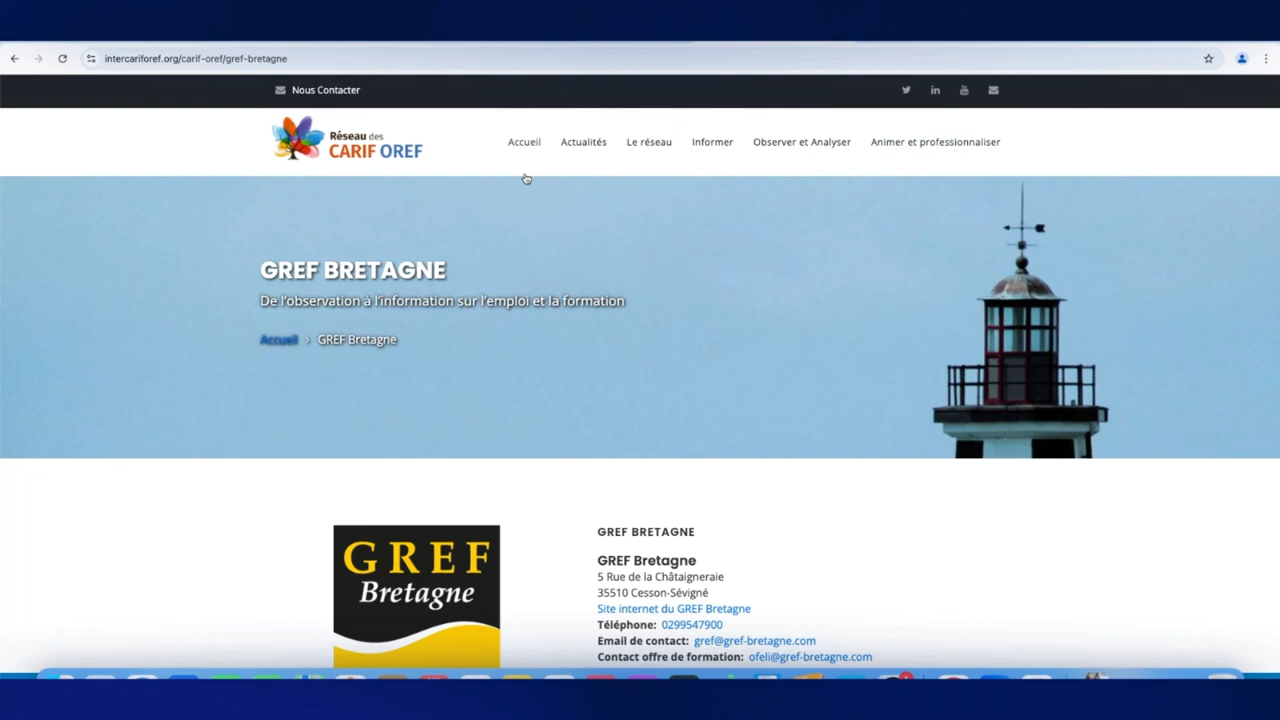 intercariforef.org/carif-oref/gref-bretagne
Nous Contacter
Réseau des
CARIF OREF
Accueil
Actualités
Le réseau
Informer
Observer et Analyser
Animer et professionnaliser
GREF BRETAGNE
De l'observation à l'information sur l'emploi et la formation
Accueil > GREF Bretagne
GREF
Bretagne
GREF BRETAGNE
GREF Bretagne
5 Rue de la Châtaigneraie
35510 Cesson-Sévigné
Site internet du GREF Bretagne
Téléphone: 0299547900
Email de contact: gref@gref-bretagne.com
Contact offre de formation: ofeli@gref-bretagne.com